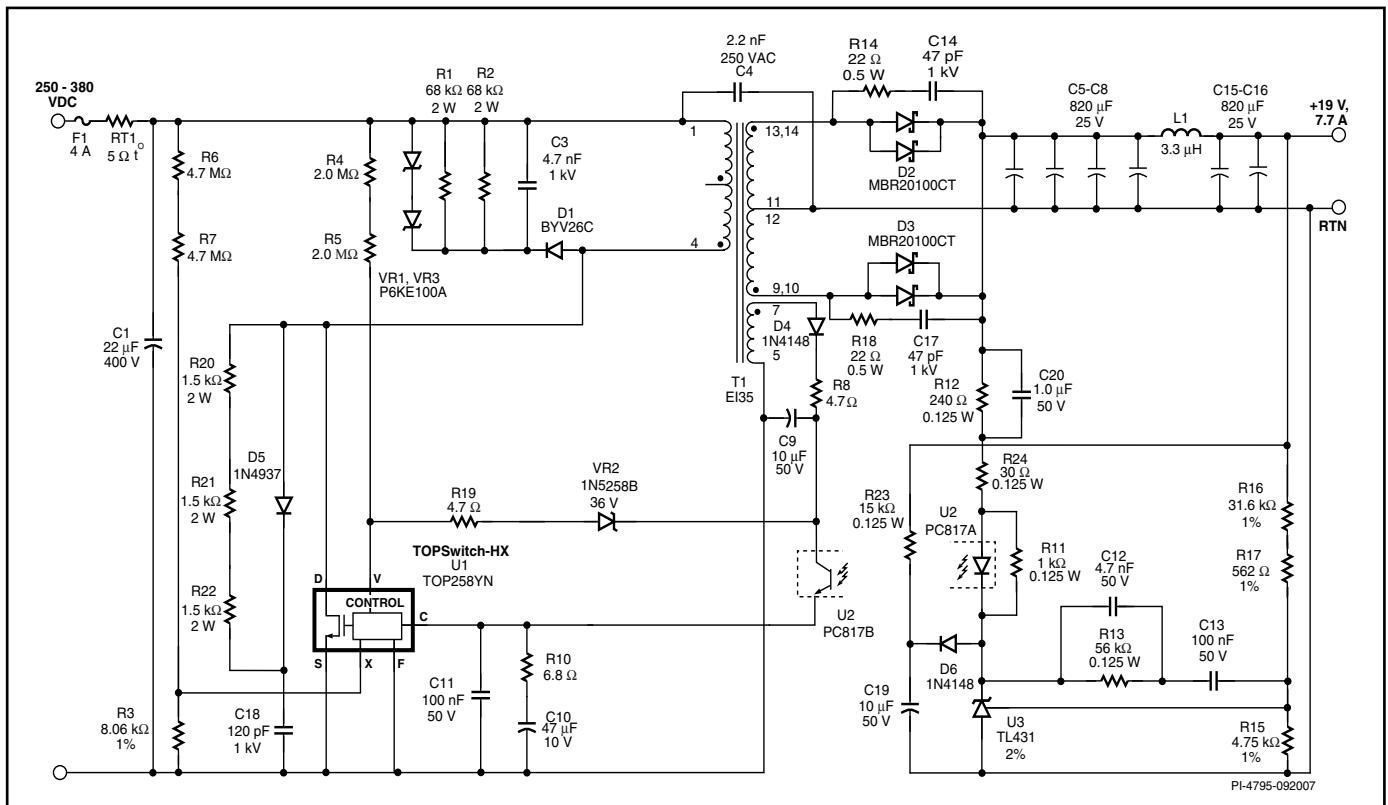 250 - 380
VDC
F1
4 A
RT1
5 Ω
t°
C1
22 µF
400 V
R6
4.7 MΩ
R7
4.7 MΩ
R3
8.06 kΩ
1%
R4
2.0 MΩ
R5
2.0 MΩ
VR1, VR3
P6KE100A
R1
68 kΩ
2 W
R2
68 kΩ
2 W
C3
4.7 nF
1 kV
D1
BYV26C
R20
1.5 kΩ
2 W
R21
1.5 kΩ
2 W
R22
1.5 kΩ
2 W
D5
1N4937
C18
120 pF
1 kV
2.2 nF
250 VAC
C4
1
4
13,14
11
12
9,10
7
5
T1
EI35
R14
22 Ω
0.5 W
C14
47 pF
1 kV
D2
MBR20100CT
D3
MBR20100CT
D4
1N4148
R18
22 Ω
0.5 W
C17
47 pF
1 kV
C5-C8
820 µF
25 V
L1
3.3 µH
C15-C16
820 µF
25 V
+19 V,
7.7 A
RTN
R8
4.7 Ω
C9
10 µF
50 V
R12
240 Ω
0.125 W
C20
1.0 µF
50 V
R24
30 Ω
0.125 W
R19
4.7 Ω
VR2
1N5258B
36 V
TOPSwitch-HX
U1
TOP258YN
D
V
CONTROL
C
S
X
F
U2
PC817B
C11
100 nF
50 V
R10
6.8 Ω
C10
47 µF
10 V
R23
15 kΩ
0.125 W
U2
PC817A
R11
1 kΩ
0.125 W
R16
31.6 kΩ
1%
R17
562 Ω
1%
C12
4.7 nF
50 V
R13
56 kΩ
0.125 W
C13
100 nF
50 V
D6
1N4148
C19
10 µF
50 V
U3
TL431
2%
R15
4.75 kΩ
1%
PI-4795-092007